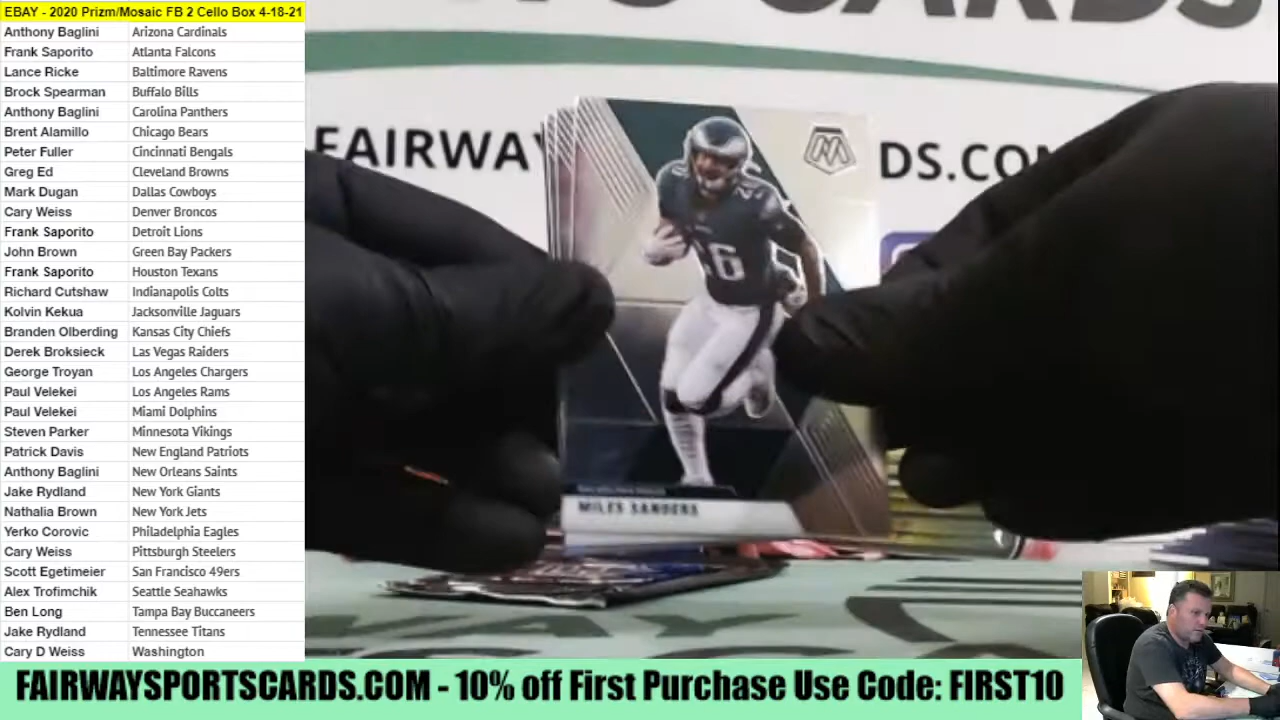 EBAY - 2020 Prizm/Mosaic FB 2 Cello Box 4-18-21
Anthony Baglini Arizona Cardinals
Frank Saporito Atlanta Falcons
Lance Ricke Baltimore Ravens
Brock Spearman Buffalo Bills
Anthony Baglini Carolina Panthers
Brent Alamillo Chicago Bears
Peter Fuller Cincinnati Bengals
Greg Ed Cleveland Browns
Mark Dugan Dallas Cowboys
Cary Weiss Denver Broncos
Frank Saporito Detroit Lions
John Brown Green Bay Packers
Frank Saporito Houston Texans
Richard Cutshaw Indianapolis Colts
Kolvin Kekua Jacksonville Jaguars
Branden Olberding Kansas City Chiefs
Derek Broksieck Las Vegas Raiders
George Troyan Los Angeles Chargers
Paul Velekei Los Angeles Rams
Paul Velekei Miami Dolphins
Steven Parker Minnesota Vikings
Patrick Davis New England Patriots
Anthony Baglini New Orleans Saints
Jake Rydland New York Giants
Nathalia Brown New York Jets
Yerko Corovic Philadelphia Eagles
Cary Weiss Pittsburgh Steelers
Scott Egetimeier San Francisco 49ers
Alex Trofimchik Seattle Seahawks
Ben Long Tampa Bay Buccaneers
Jake Rydland Tennessee Titans
Cary D Weiss Washington
CARDS
FAIRWAY DS.COM
26
MILES SANDERS
FAIRWAYSPORTSCARDS.COM - 10% off First Purchase Use Code: FIRST10